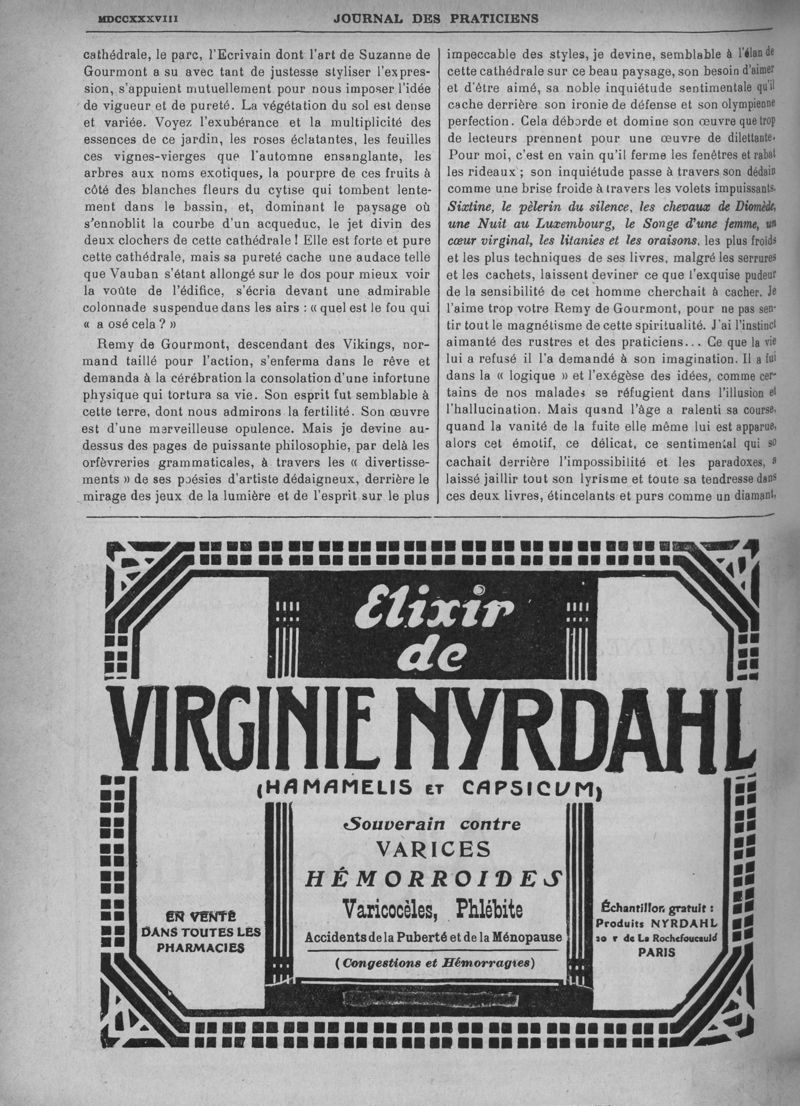 MDCCXXXVIII
JOURNAL DES PRATICIENS
cathédrale, le parc, l'Ecrivain dont l'art de Suzanne de
Gourmont a su avec tant de justesse styliser l'expres-
sion, s'appuient mutuellement pour nous imposer l'idée
de vigueur et de pureté. La végétation du sol est dense
et variée. Voyez l'exubérance et la multiplicité des
essences de ce jardin, les roses éclatantes, les feuilles
ces vignes-vierges que l'automne ensanglante, les
arbres aux noms exotiques, la pourpre de ces fruits à
côté des blanches fleurs du cytise qui tombent lente-
ment dans le bassin, et, dominant le paysage où
s'ennoblit la courbe d'un acqueduc, le jet divin des
deux clochers de cette cathédrale ! Elle est forte et pure
cette cathédrale, mais sa pureté cache une audace telle
que Vauban s'étant allongé sur le dos pour mieux voir
la voûte de l'édifice, s'écria devant une admirable
colonnade suspendue dans les airs : « quel est le fou qui
« a osé cela ? »
Remy de Gourmont, descendant des Vikings, nor-
mand taillé pour l'action, s'enferma dans le rêve et
demanda à la cérébration la consolation d'une infortune
physique qui tortura sa vie. Son esprit fut semblable à
cette terre, dont nous admirons la fertilité. Son œuvre
est d'une merveilleuse opulence. Mais je devine au-
dessus des pages de puissante philosophie, par delà les
orfèvreries grammaticales, à travers les « divertisse-
ments » de ses poésies d'artiste dédaigneux, derrière le
mirage des jeux de la lumière et de l'esprit sur le plus
impeccable des styles, je devine, semblable à l'élan de
cette cathédrale sur ce beau paysage, son besoin d'aimer
et d'être aimé, sa noble inquiétude sentimentale qu'il
cache derrière son ironie de défense et son olympienne
perfection. Cela déborde et domine son œuvre que trop
de lecteurs prennent pour une œuvre de dilettante.
Pour moi, c'est en vain qu'il ferme les fenêtres et rabat
les rideaux ; son inquiétude passe à travers son dédain
comme une brise froide à travers les volets impuissants.
Sixtine, le pèlerin du silence, les chevaux de Diomède,
une Nuit au Luxembourg, le Songe d'une femme, un
cœur virginal, les litanies et les oraisons, les plus froids
et les plus techniques de ses livres, malgré les serrures
et les cachets, laissent deviner ce que l'exquise pudeur
de la sensibilité de cet homme cherchait à cacher. Je
l'aime trop votre Remy de Gourmont, pour ne pas sen-
tir tout le magnétisme de cette spiritualité. J'ai l'instinct
aimanté des rustres et des praticiens... Ce que la vie
lui a refusé il l'a demandé à son imagination. Il a fui
dans la « logique » et l'exégèse des idées, comme cer-
tains de nos malades se réfugient dans l'illusion et
l'hallucination. Mais quand l'âge a ralenti sa course,
quand la vanité de la fuite elle même lui est apparue,
alors cet émotif, ce délicat, ce sentimental qui se
cachait derrière l'impossibilité et les paradoxes, a
laissé jaillir tout son lyrisme et toute sa tendresse dans
ces deux livres, étincelants et purs comme un diamant,
Elixir
de
VIRGINIE NYRDAHL
(HAMAMELIS ET CAPSICUM)
Souverain contre
VARICES
HÉMORROIDES
Varicocèles, Phlébite
Accidents de la Puberté et de la Ménopause
(Congestions et Hémorragies)
EN VENTE
DANS TOUTES LES
PHARMACIES
Échantillon gratuit :
Produits NYRDAHL
20 r de La Rochefoucauld
PARIS